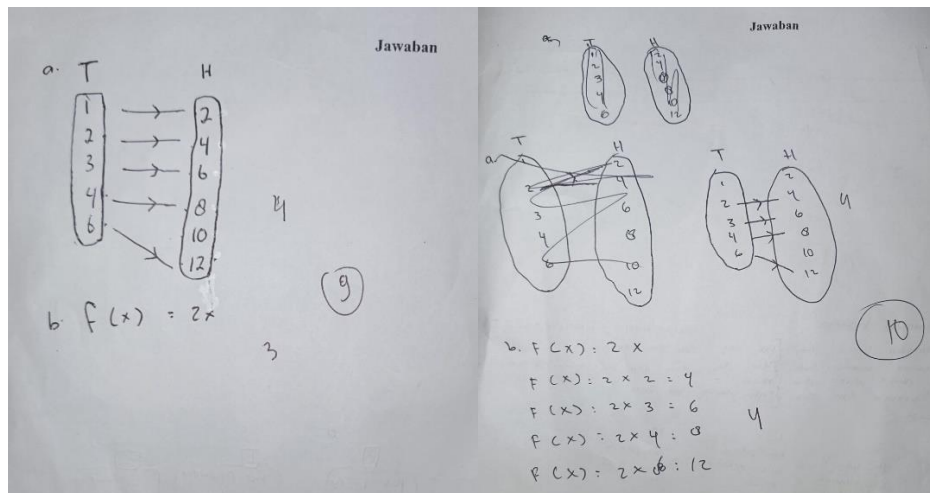 Jawaban
a. T H
1 2
2 4
3 6
4 8
6 10
12
4
9
b. f(x) = 2x
3
Jawaban
a. T H
1 2
2 4
3 6
4 8
6 10
12
a. T H
2 2
3 4
4 6
6 8
10
12
T H
1 2
2 4
3 6
4 8
6 10
12
4
10
b. F(x) : 2x
F(x) : 2 x 2 = 4
F(x) : 2 x 3 = 6
F(x) : 2 x 4 : 8
F(x) : 2 x 6 : 12
4